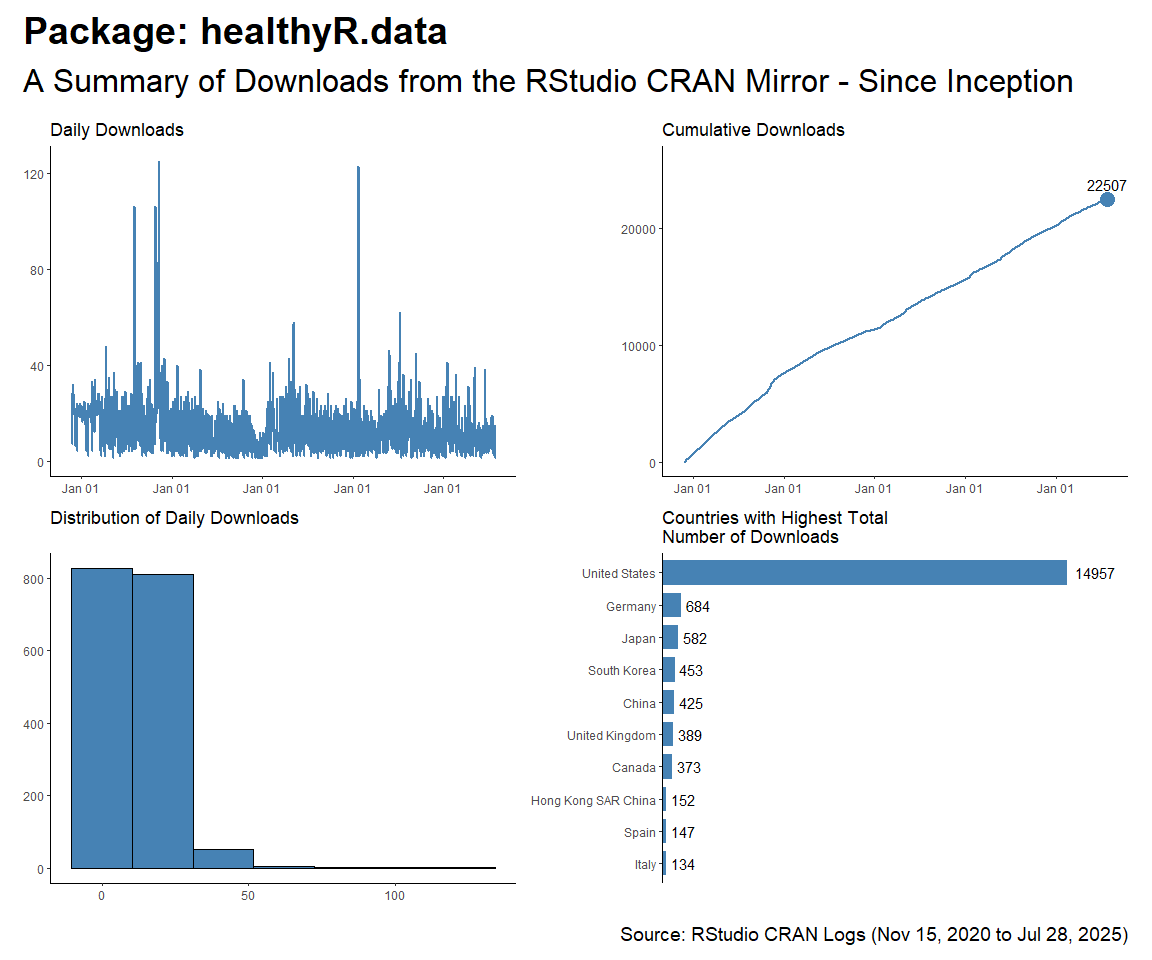 Package: healthyR.data
A Summary of Downloads from the RStudio CRAN Mirror - Since Inception
Daily Downloads
120
80
40
0
Jan 01 Jan 01 Jan 01 Jan 01 Jan 01
Cumulative Downloads
22507
20000
10000
0
Jan 01 Jan 01 Jan 01 Jan 01 Jan 01
Distribution of Daily Downloads
800
600
400
200
0
0 50 100
Countries with Highest Total
Number of Downloads
United States 14957
Germany 684
Japan 582
South Korea 453
China 425
United Kingdom 389
Canada 373
Hong Kong SAR China 152
Spain 147
Italy 134
Source: RStudio CRAN Logs (Nov 15, 2020 to Jul 28, 2025)